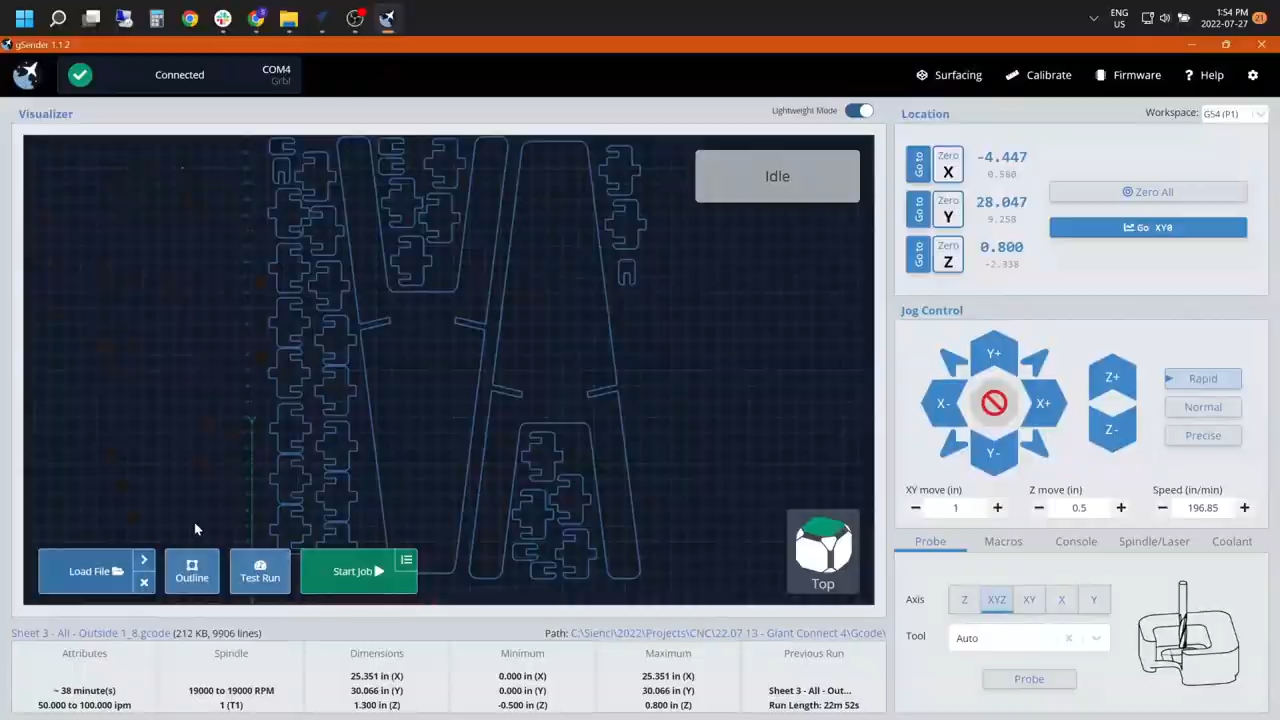 ENG
US
1:54 PM
2022-07-27
21
gSender 1.1.2
Connected
COM4
Grbl
Surfacing
Calibrate
Firmware
? Help
Visualizer
Lightweight Mode
Idle
Location
Workspace:
G54 (P1)
Go to
Zero
X
-4.447
0.580
Go to
Zero
Y
28.047
9.258
Go to
Zero
Z
0.800
-2.338
Zero All
Go XY0
Jog Control
Y+
X-
X+
Y-
Z+
Z-
Rapid
Normal
Precise
XY move (in)
Z move (in)
Speed (in/min)
− 1 +
− 0.5 +
− 196.85 +
Load File
Outline
Test Run
Start Job
Top
Probe
Macros
Console
Spindle/Laser
Coolant
Axis
Z
XYZ
XY
X
Y
Tool
Auto
Probe
Sheet 3 - All - Outside 1_8.gcode (212 KB, 9906 lines)
Path: C:\Sienci\2022\Projects\CNC\22.07 13 - Giant Connect 4\Gcode\
Attributes
~ 38 minute(s)
50.000 to 100.000 ipm
Spindle
19000 to 19000 RPM
1 (T1)
Dimensions
25.351 in (X)
30.066 in (Y)
1.300 in (Z)
Minimum
0.000 in (X)
0.000 in (Y)
-0.500 in (Z)
Maximum
25.351 in (X)
30.066 in (Y)
0.800 in (Z)
Previous Run
Sheet 3 - All - Out...
Run Length: 22m 52s